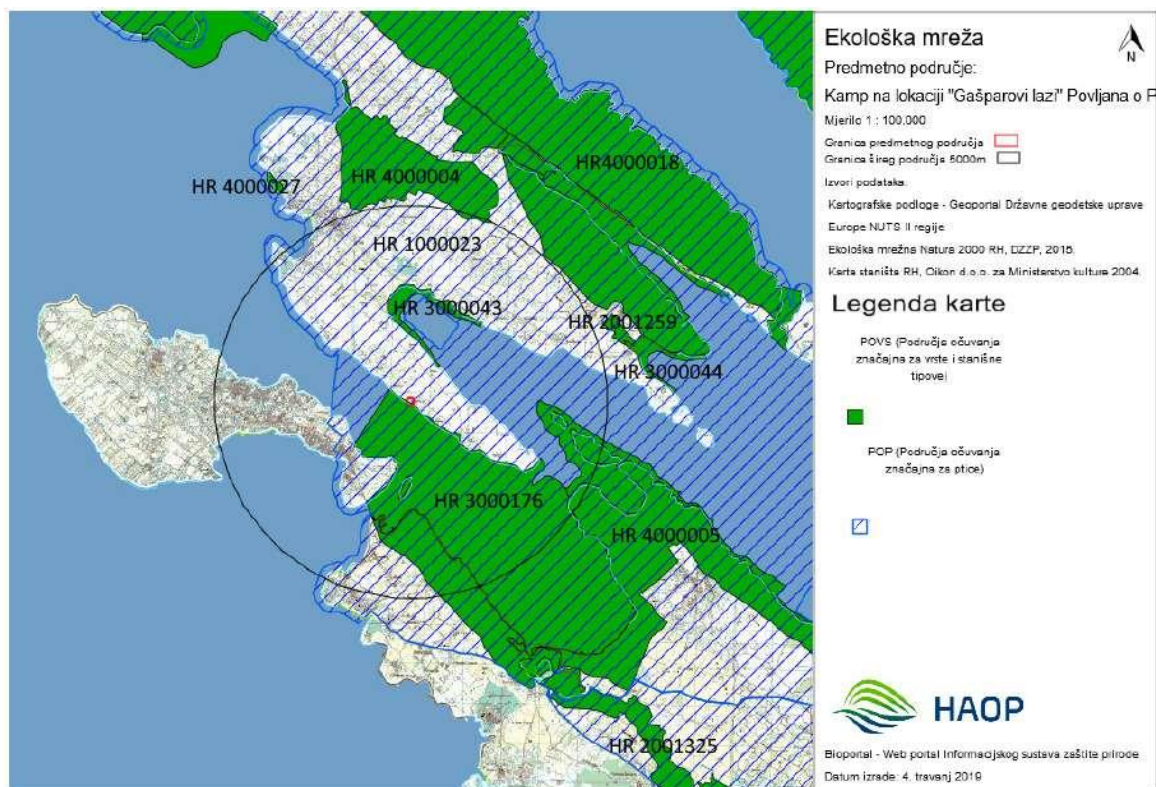 HR 4000027
HR 4000004
HR4000018
HR 1000023
HR 3000043
HR 2001259
HR 3000044
HR 3000176
HR 4000005
HR 2001325
Ekološka mreža
N
Predmetno područje:
Kamp na lokaciji "Gašparovi lazi" Povljana o P
Mjerilo 1 : 100.000
Granica predmetnog područja
Granica šireg područja 5000m
Izvori podataka:
Kartografske podloge - Geoportal Državne geodetske uprave
Europe NUTS II regije
Ekološka mrežna Natura 2000 RH, DZZP, 2015.
Karta staništa RH, Oikon d.o.o. za Ministarstvo kulture 2004.
Legenda karte
POVS (Područja očuvanja
značajna za vrste i stanišne
tipove)
POP (Područja očuvanja
značajna za ptice)
HAOP
Bioportal - Web portal Informacijskog sustava zaštite prirode
Datum izrade: 4. travanj 2019